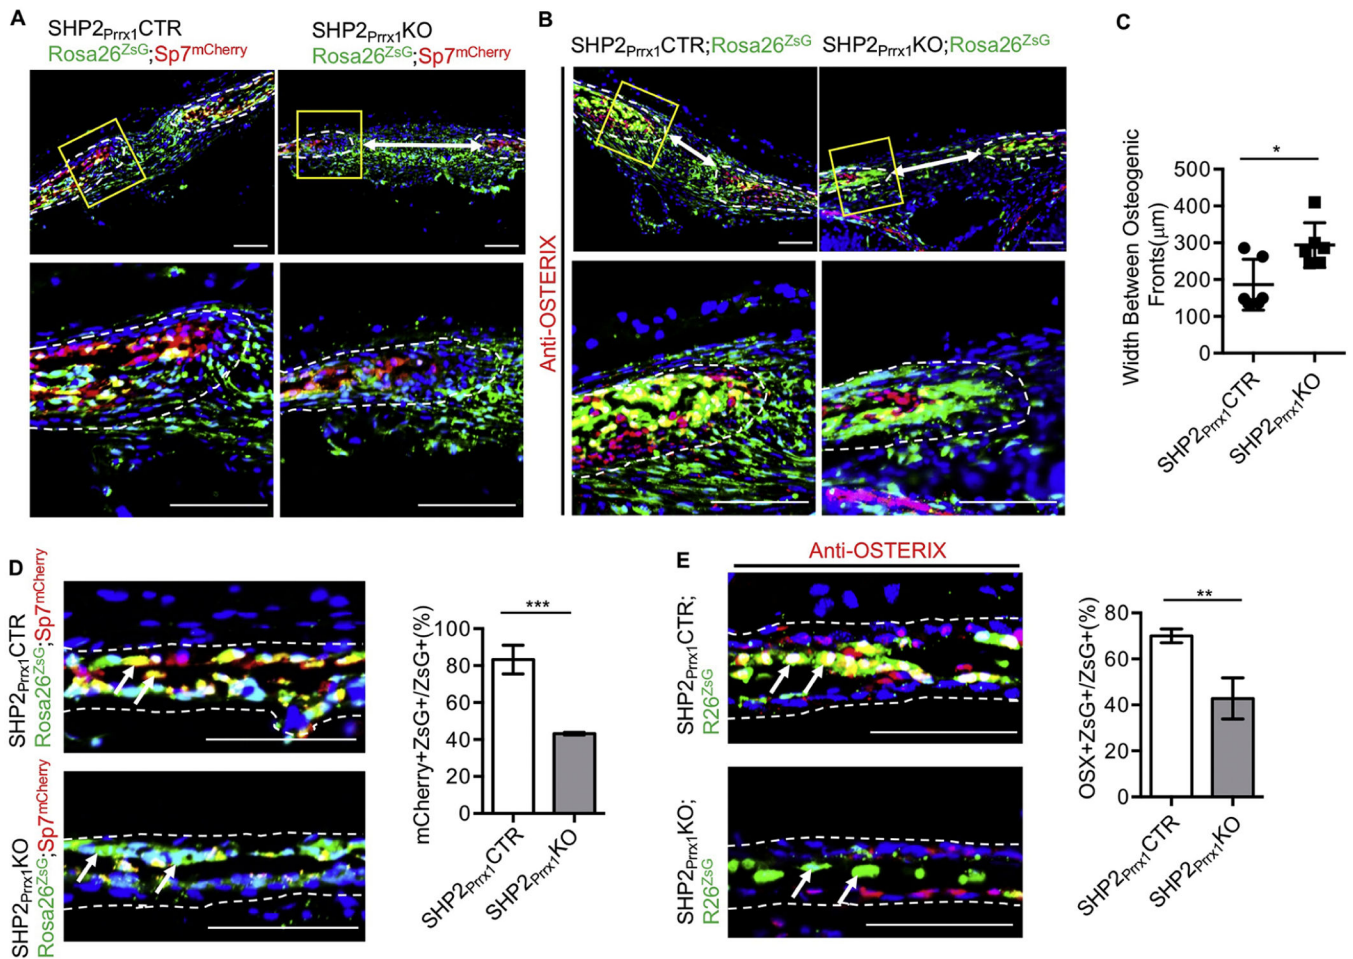 A
SHP2Prrx1CTR
Rosa26ZsG;Sp7mCherry
SHP2Prrx1KO
Rosa26ZsG;Sp7mCherry
B
SHP2Prrx1CTR;Rosa26ZsG
SHP2Prrx1KO;Rosa26ZsG
Anti-OSTERIX
C
Width Between Osteogenic
Fronts(μm)
500
400
300
200
100
0
*
SHP2Prrx1CTR
SHP2Prrx1KO
D
SHP2Prrx1CTR
Rosa26ZsG;Sp7mCherry
SHP2Prrx1KO
Rosa26ZsG;Sp7mCherry
mCherry+ZsG+/ZsG+(%)
100
80
60
40
20
0
***
SHP2Prrx1CTR
SHP2Prrx1KO
E
Anti-OSTERIX
SHP2Prrx1CTR;
R26ZsG
SHP2Prrx1KO;
R26ZsG
OSX+ZsG+/ZsG+(%)
80
60
40
20
0
**
SHP2Prrx1CTR
SHP2Prrx1KO